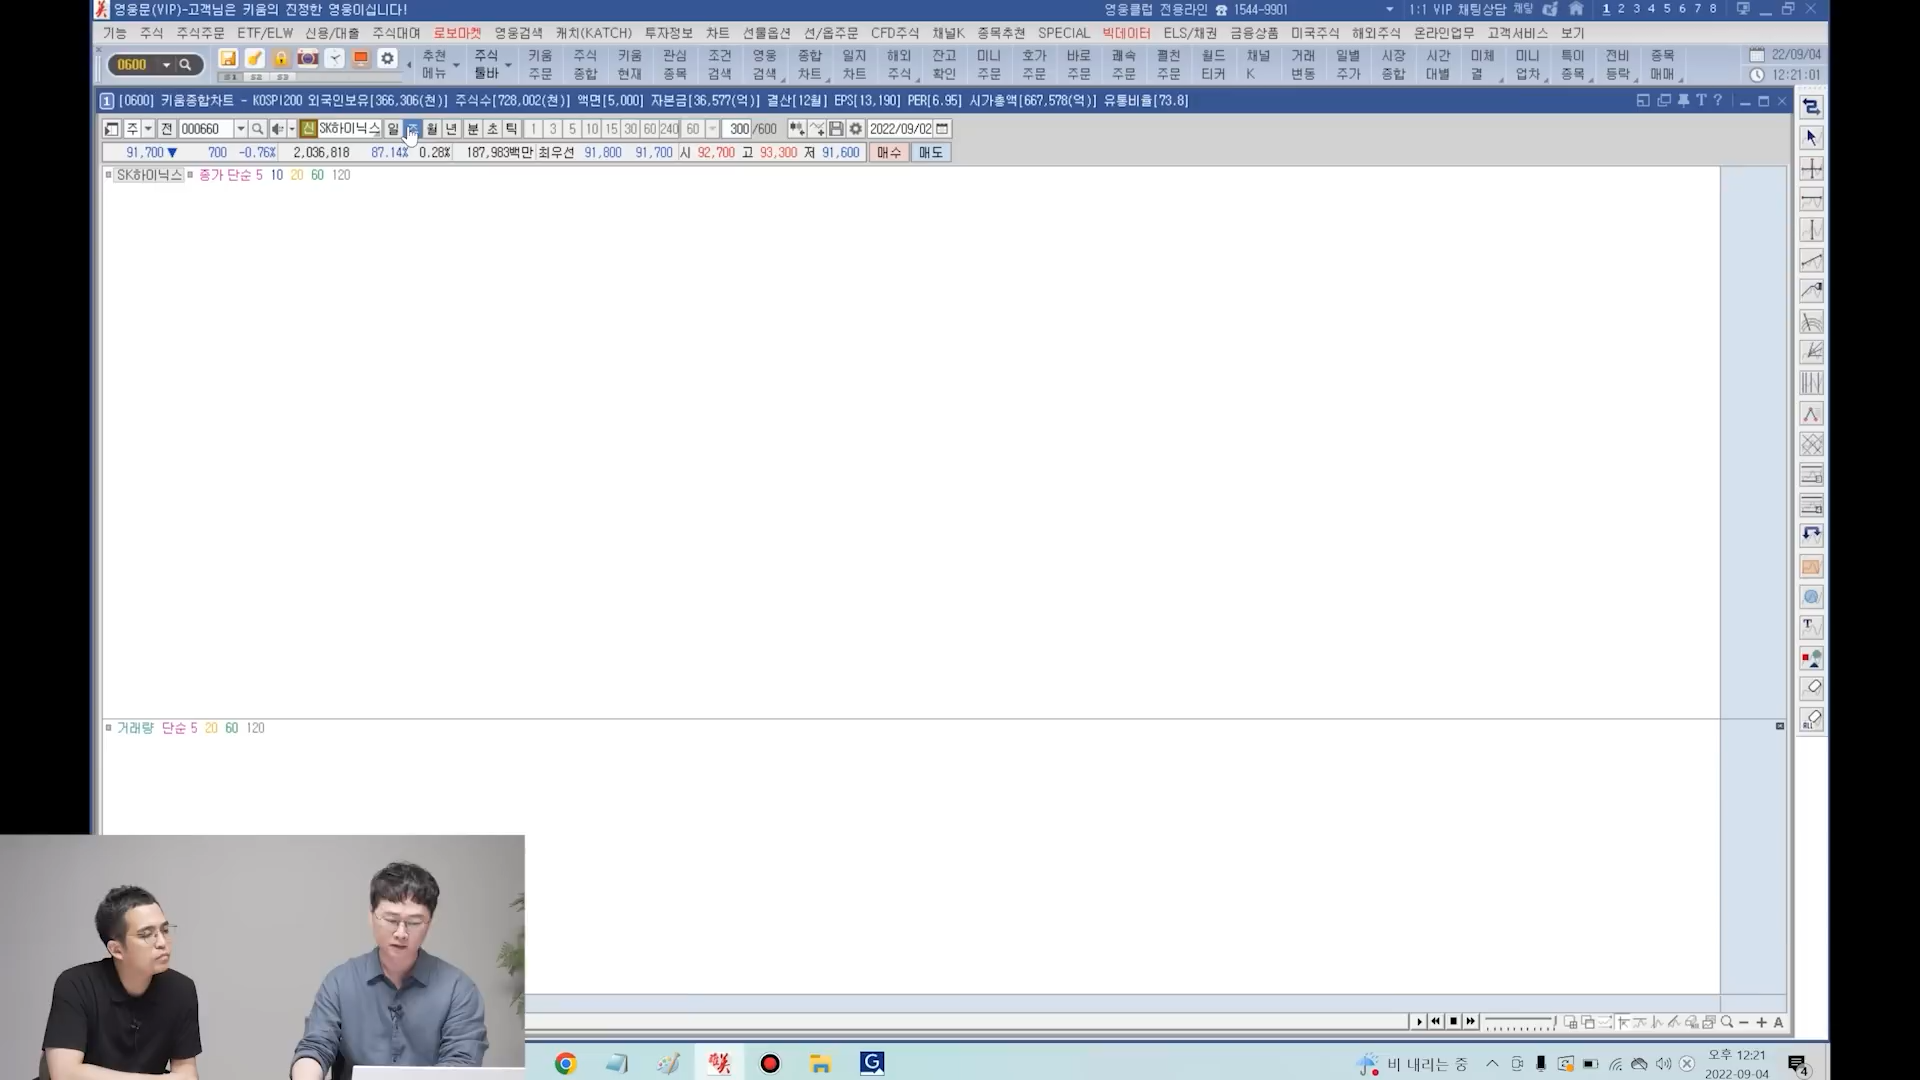 영웅문(VIP)-고객님은 키움의 진정한 영웅이십니다!
영웅클럽 전용라인 ☎ 1544-9901
1:1 VIP 채팅상담 채팅
1 2 3 4 5 6 7 8
기능 주식 주식주문 ETF/ELW 신용/대출 주식대여 로보마켓 영웅검색 캐치(KATCH) 투자정보 차트 선물옵션 선/옵주문 CFD주식 채널K 종목추천 SPECIAL 빅데이터 ELS/채권 금융상품 미국주식 해외주식 온라인업무 고객서비스 보기
0600
S1 S2 S3
추천 주식 키움 주식 키움 관심 조건 영웅 종합 일지 해외 잔고 미니 호가 바로 쾌속 펼친 월드 채널 거래 일별 시장 시간 미체 미니 특미 전비 종목
메뉴 툴바 주문 종합 현재 종목 검색 검색 차트 차트 주식 확인 주문 주문 주문 주문 주문 티커 K 변동 주가 종합 대별 결 업차 종목 등락 매매
22/09/04
12:21:01
1 [0600] 키움종합차트 - KOSPI200 외국인보유[366,306(천)] 주식수[728,002(천)] 액면[5,000] 자본금[36,577(억)] 결산[12월] EPS[13,190] PER[6.95] 시가총액[667,578(억)] 유통비율[73.8]
주 전 000660 신 SK하이닉스 일 월 년 분 초 틱 1 3 5 10 15 30 60 240 60 300 /600 2022/09/02
91,700 ▼ 700 -0.76% 2,036,818 87.14% 0.28% 187,983백만 최우선 91,800 91,700 시 92,700 고 93,300 저 91,600 매수 매도
SK하이닉스 종가 단순 5 10 20 60 120
거래량 단순 5 20 60 120
A
비 내리는 중
오후 12:21
2022-09-04
4